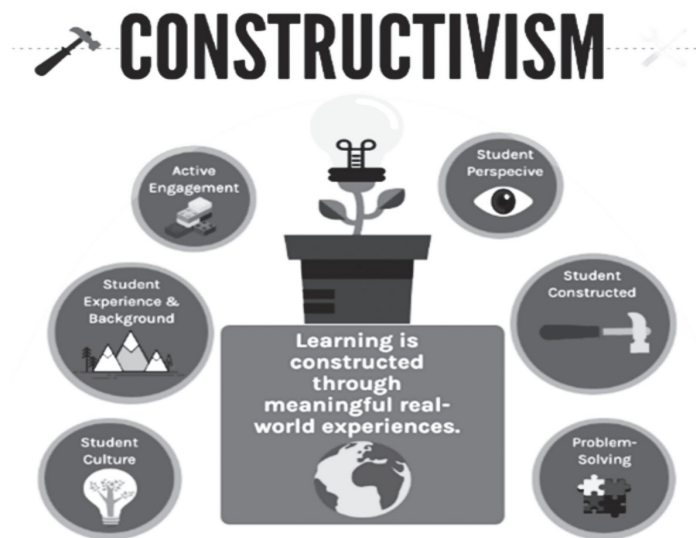 CONSTRUCTIVISM
Active
Engagement
Student
Perspecive
Student
Experience &
Background
Student
Constructed
Learning is
constructed
through
meaningful real-
world experiences.
Student
Culture
Problem-
Solving